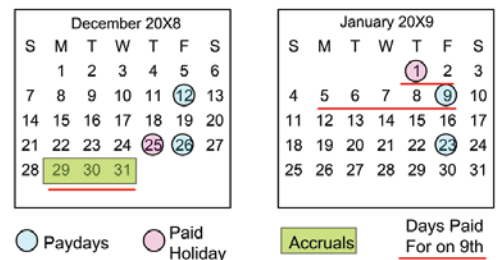 December 20X8
S M T W T F S
1 2 3 4 5 6
7 8 9 10 11 12 13
14 15 16 17 18 19 20
21 22 23 24 25 26 27
28 29 30 31
January 20X9
S M T W T F S
1 2 3
4 5 6 7 8 9 10
11 12 13 14 15 16 17
18 19 20 21 22 23 24
25 26 27 28 29 30 31
Paydays
Paid
Holiday
Accruals
Days Paid
For on 9th